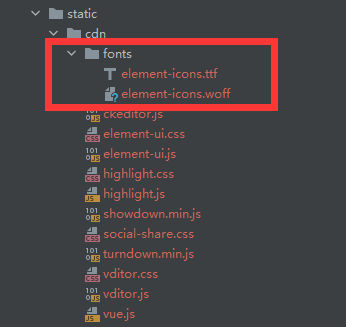 static
cdn
fonts
element-icons.ttf
element-icons.woff
ckeditor.js
element-ui.css
element-ui.js
highlight.css
highlight.js
showdown.min.js
social-share.css
turndown.min.js
vditor.css
vditor.js
vue.js